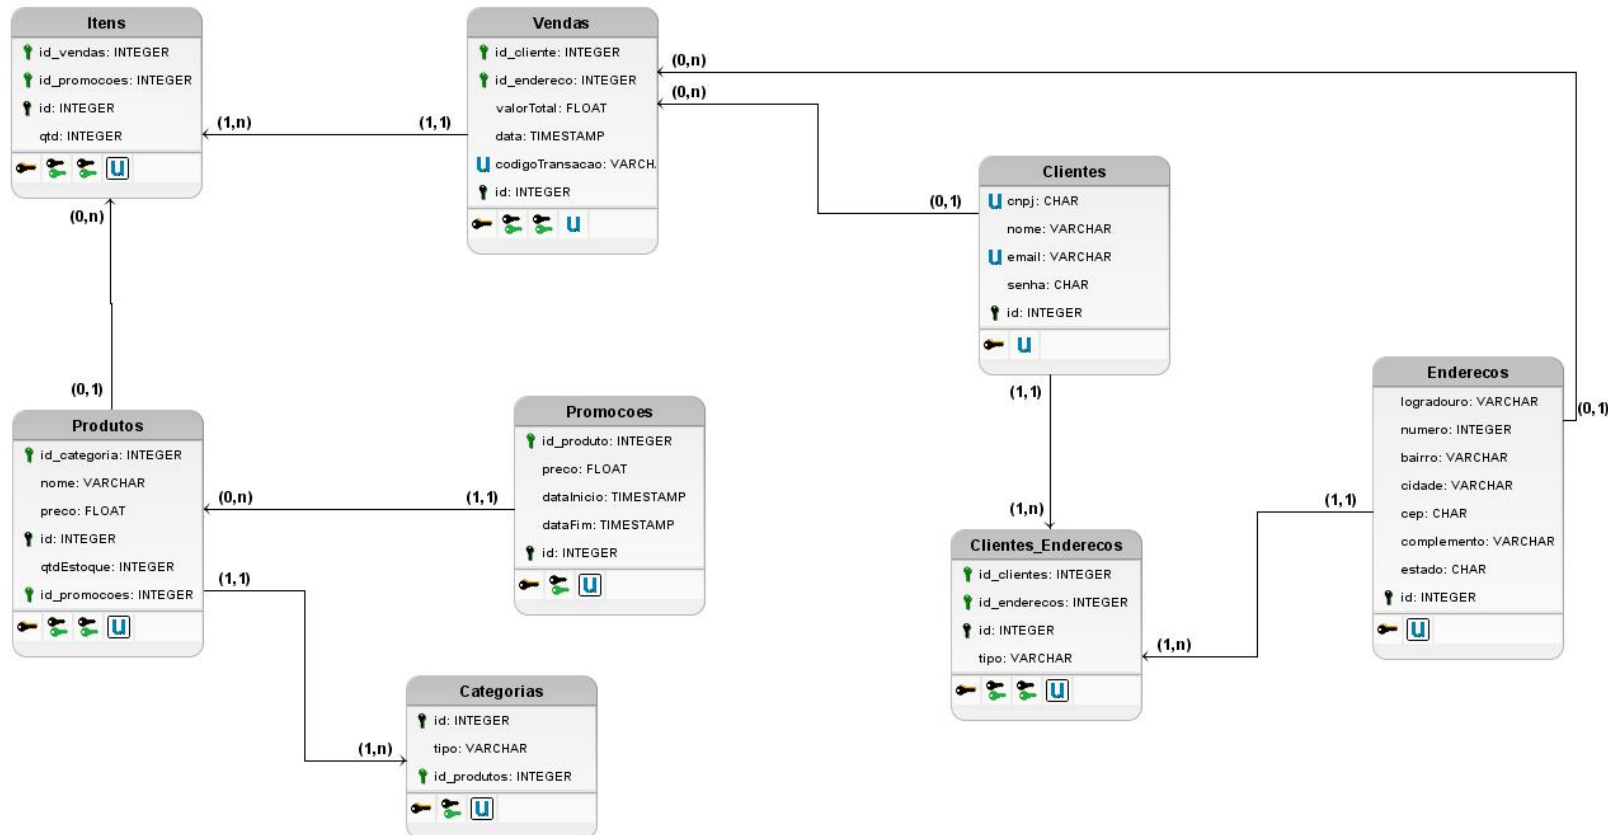 Itens
id_vendas: INTEGER
id_promocoes: INTEGER
id: INTEGER
qtd: INTEGER
U
(1,n)
(1,1)
(0,n)
Vendas
id_cliente: INTEGER
id_endereco: INTEGER
valorTotal: FLOAT
data: TIMESTAMP
U codigoTransacao: VARCH
id: INTEGER
U
(0,n)
(0,n)
(0,1)
Clientes
U cnpj: CHAR
nome: VARCHAR
U email: VARCHAR
senha: CHAR
id: INTEGER
U
(1,1)
(1,n)
Enderecos
logradouro: VARCHAR
numero: INTEGER
bairro: VARCHAR
cidade: VARCHAR
cep: CHAR
complemento: VARCHAR
estado: CHAR
id: INTEGER
U
(0,1)
(1,1)
(1,n)
(0,1)
Produtos
id_categoria: INTEGER
nome: VARCHAR
preco: FLOAT
id: INTEGER
qtdEstoque: INTEGER
id_promocoes: INTEGER
U
(0,n)
(1,1)
(1,1)
Promocoes
id_produto: INTEGER
preco: FLOAT
dataInicio: TIMESTAMP
dataFim: TIMESTAMP
id: INTEGER
U
Clientes_Enderecos
id_clientes: INTEGER
id_enderecos: INTEGER
id: INTEGER
tipo: VARCHAR
U
(1,n)
Categorias
id: INTEGER
tipo: VARCHAR
id_produtos: INTEGER
U